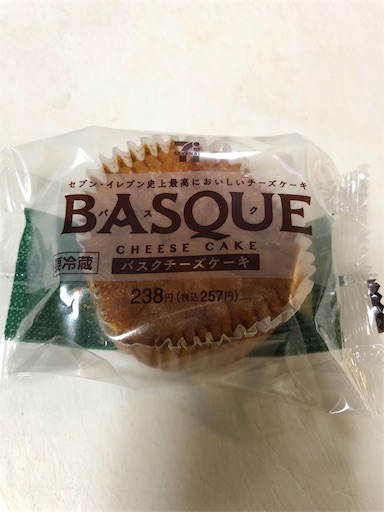 セブン-イレブン史上最高においしいチーズケーキ
BASQUE
バスク
CHEESE CAKE
要冷蔵
バスクチーズケーキ
238円(税込257円)